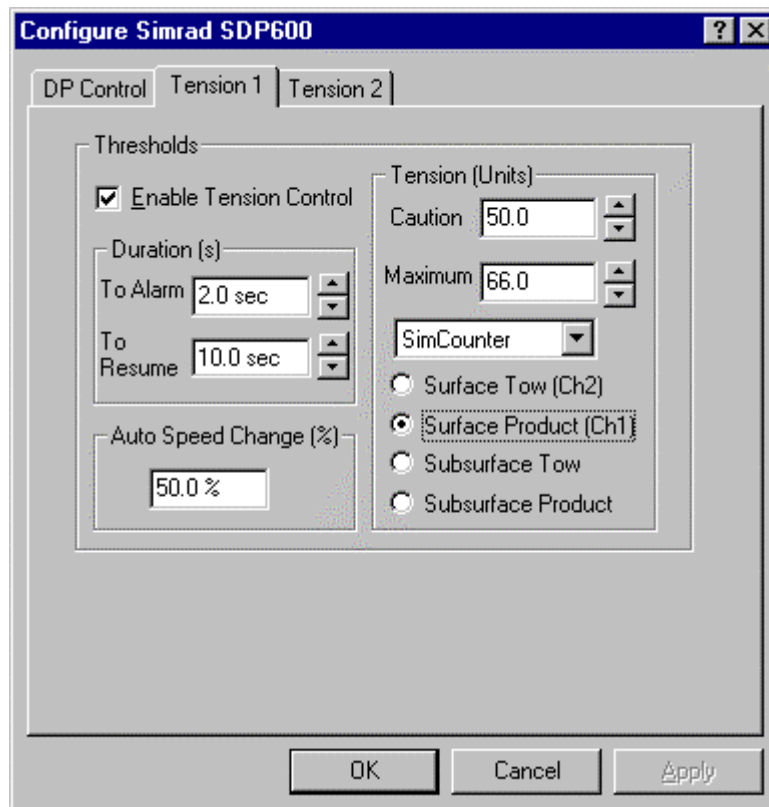 Configure Simrad SDP600
DP Control
Tension 1
Tension 2
Thresholds
Enable Tension Control
Duration (s)
To Alarm
2.0 sec
To
Resume
10.0 sec
Auto Speed Change (%)
50.0 %
Tension (Units)
Caution
50.0
Maximum
66.0
SimCounter
Surface Tow (Ch2)
Surface Product (Ch1)
Subsurface Tow
Subsurface Product
OK
Cancel
Apply